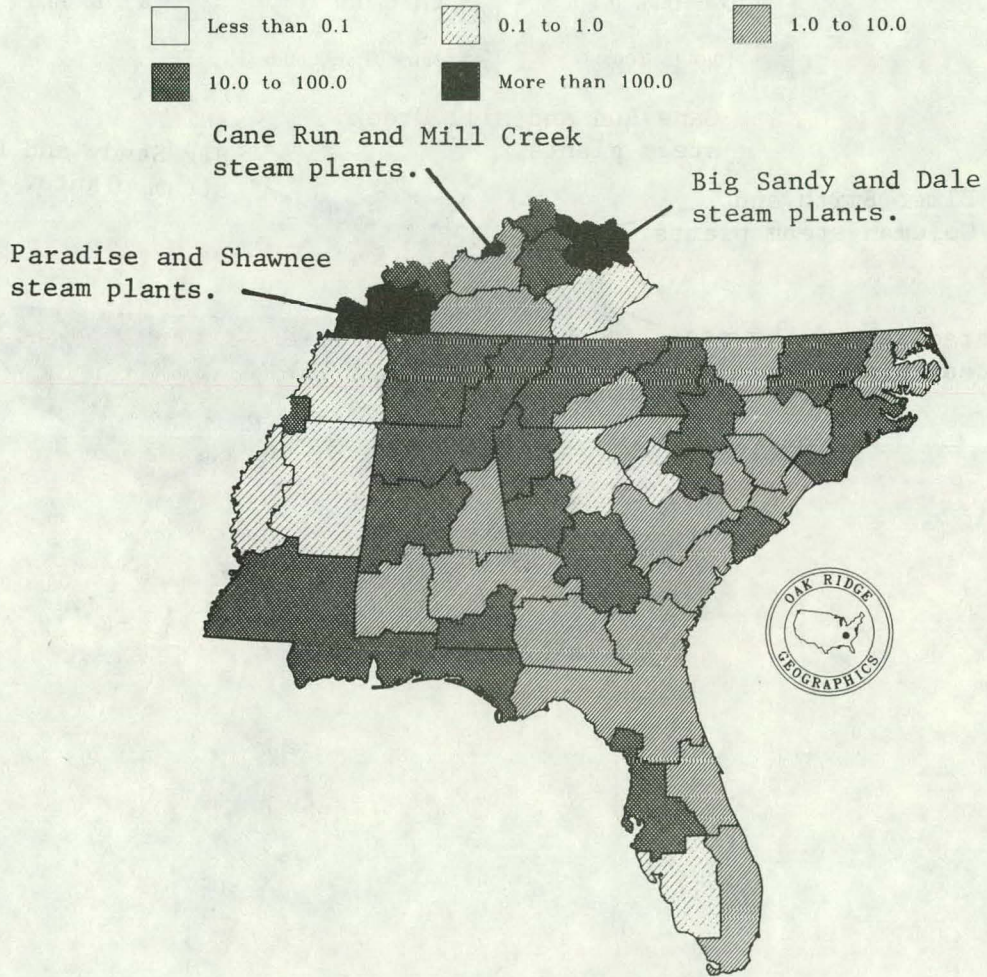 Less than 0.1
0.1 to 1.0
1.0 to 10.0
10.0 to 100.0
More than 100.0
Cane Run and Mill Creek
steam plants.
Big Sandy and Dale
steam plants.
Paradise and Shawnee
steam plants.
OAK RIDGE
GEOGRAPHICS